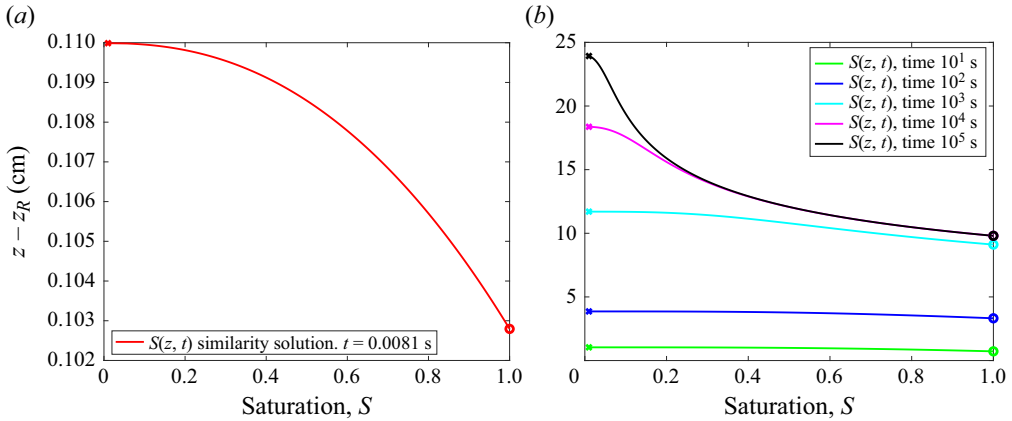 (a)
0.110
0.109
0.108
0.107
0.106
0.105
0.104
0.103
0.102
z – z_R (cm)
S(z, t) similarity solution. t = 0.0081 s
0 0.2 0.4 0.6 0.8 1.0
Saturation, S
(b)
25
20
15
10
5
S(z, t), time 10^1 s
S(z, t), time 10^2 s
S(z, t), time 10^3 s
S(z, t), time 10^4 s
S(z, t), time 10^5 s
0 0.2 0.4 0.6 0.8 1.0
Saturation, S